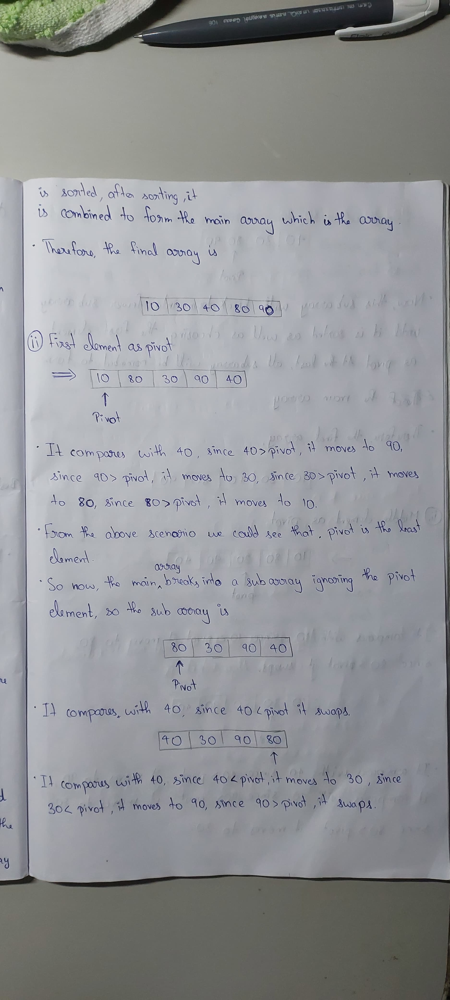 is sorted, after sorting, it
is combined to form the main array which is the array.
· Therefore, the final array is
10 30 40 80 90
(ii) First element as pivot
⇒ 10 80 30 90 40
↑
Pivot
· It compares with 40, since 40 > pivot, it moves to 90,
since 90 > pivot, it moves to 30, since 30 > pivot, it moves
to 80, since 80 > pivot, it moves to 10.
· From the above scenario we could see that, pivot is the least
element.
array
· So now, the main ^ breaks into a sub array ignoring the pivot
element, so the sub array is
80 30 90 40
↑
Pivot
· It compares with 40, since 40 < pivot it swaps.
40 30 90 80
↑
· It compares with 40, since 40 < pivot, it moves to 30, since
30 < pivot, it moves to 90, since 90 > pivot, it swaps.
the
Flair